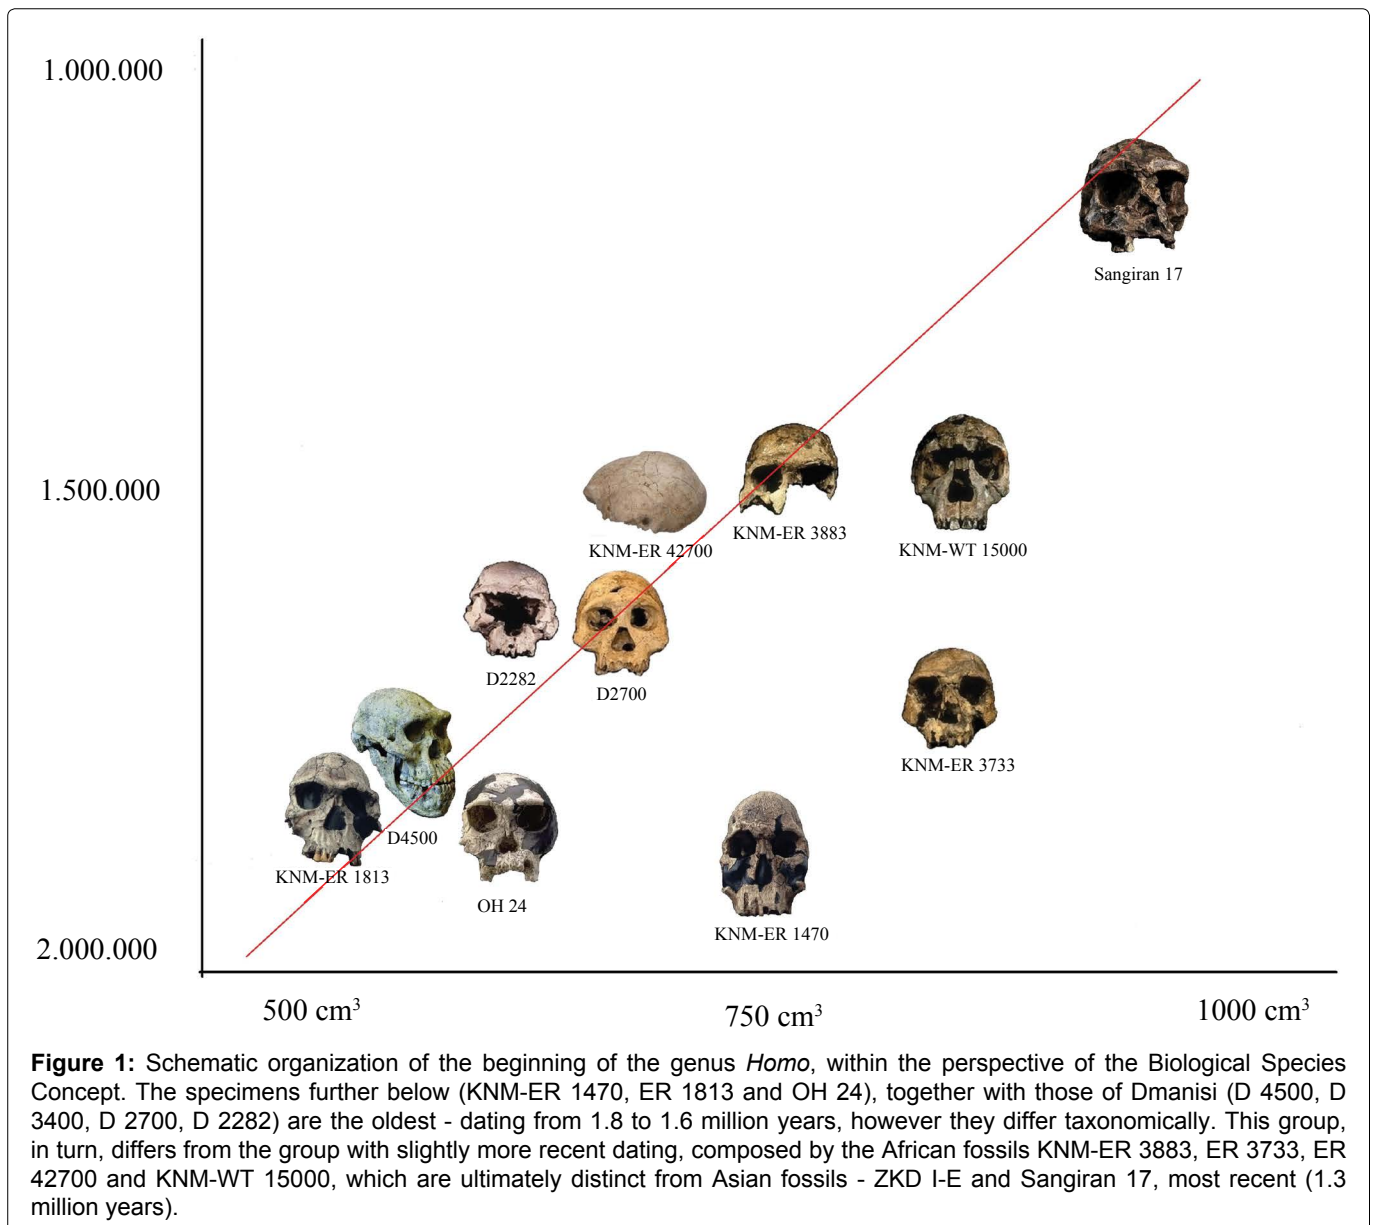 1.000.000
Sangiran 17
1.500.000
KNM-ER 42700
KNM-ER 3883
KNM-WT 15000
D2282
D2700
KNM-ER 3733
D4500
KNM-ER 1813
OH 24
KNM-ER 1470
2.000.000
500 cm³
750 cm³
1000 cm³
Figure 1: Schematic organization of the beginning of the genus Homo, within the perspective of the Biological Species
Concept. The specimens further below (KNM-ER 1470, ER 1813 and OH 24), together with those of Dmanisi (D 4500, D
3400, D 2700, D 2282) are the oldest - dating from 1.8 to 1.6 million years, however they differ taxonomically. This group,
in turn, differs from the group with slightly more recent dating, composed by the African fossils KNM-ER 3883, ER 3733, ER
42700 and KNM-WT 15000, which are ultimately distinct from Asian fossils - ZKD I-E and Sangiran 17, most recent (1.3
million years).